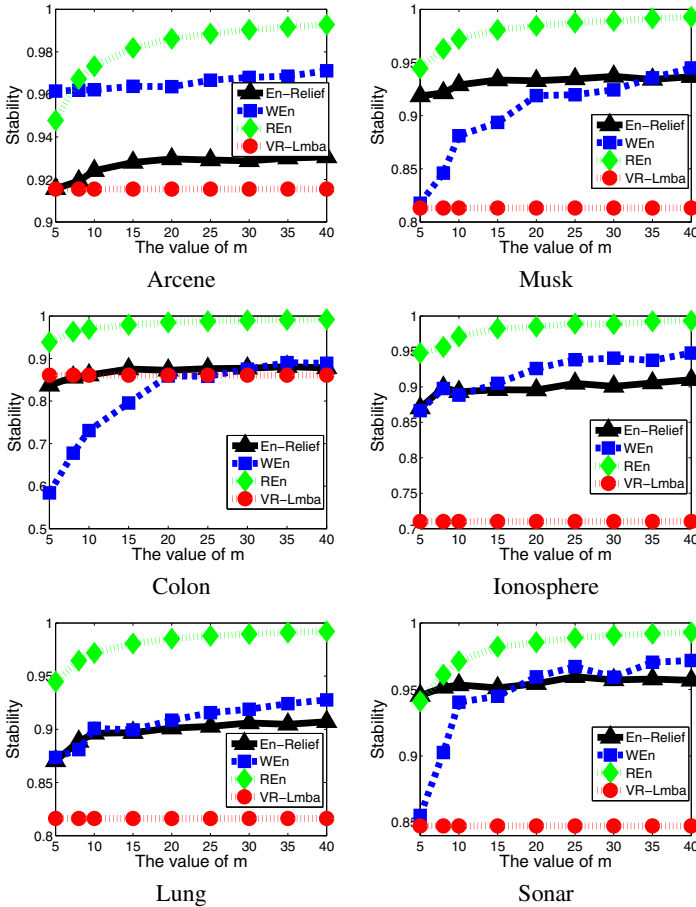 1
0.98
0.96
0.94
0.92
0.9
Stability
5
10
15
20
25
30
35
40
The value of m
En-Relief
WEn
REn
VR-Lmba
Arcene
1
0.95
0.9
0.85
0.8
Stability
5
10
15
20
25
30
35
40
The value of m
En-Relief
WEn
REn
VR-Lmba
Musk
1
0.9
0.8
0.7
0.6
0.5
Stability
5
10
15
20
25
30
35
40
The value of m
En-Relief
WEn
REn
VR-Lmba
Colon
1
0.95
0.9
0.85
0.8
0.75
0.7
Stability
5
10
15
20
25
30
35
40
The value of m
En-Relief
WEn
REn
VR-Lmba
Ionosphere
1
0.95
0.9
0.85
0.8
Stability
5
10
15
20
25
30
35
40
The value of m
En-Relief
WEn
REn
VR-Lmba
Lung
1
0.95
0.9
0.85
0.84
Stability
5
10
15
20
25
30
35
40
The value of m
En-Relief
WEn
REn
VR-Lmba
Sonar